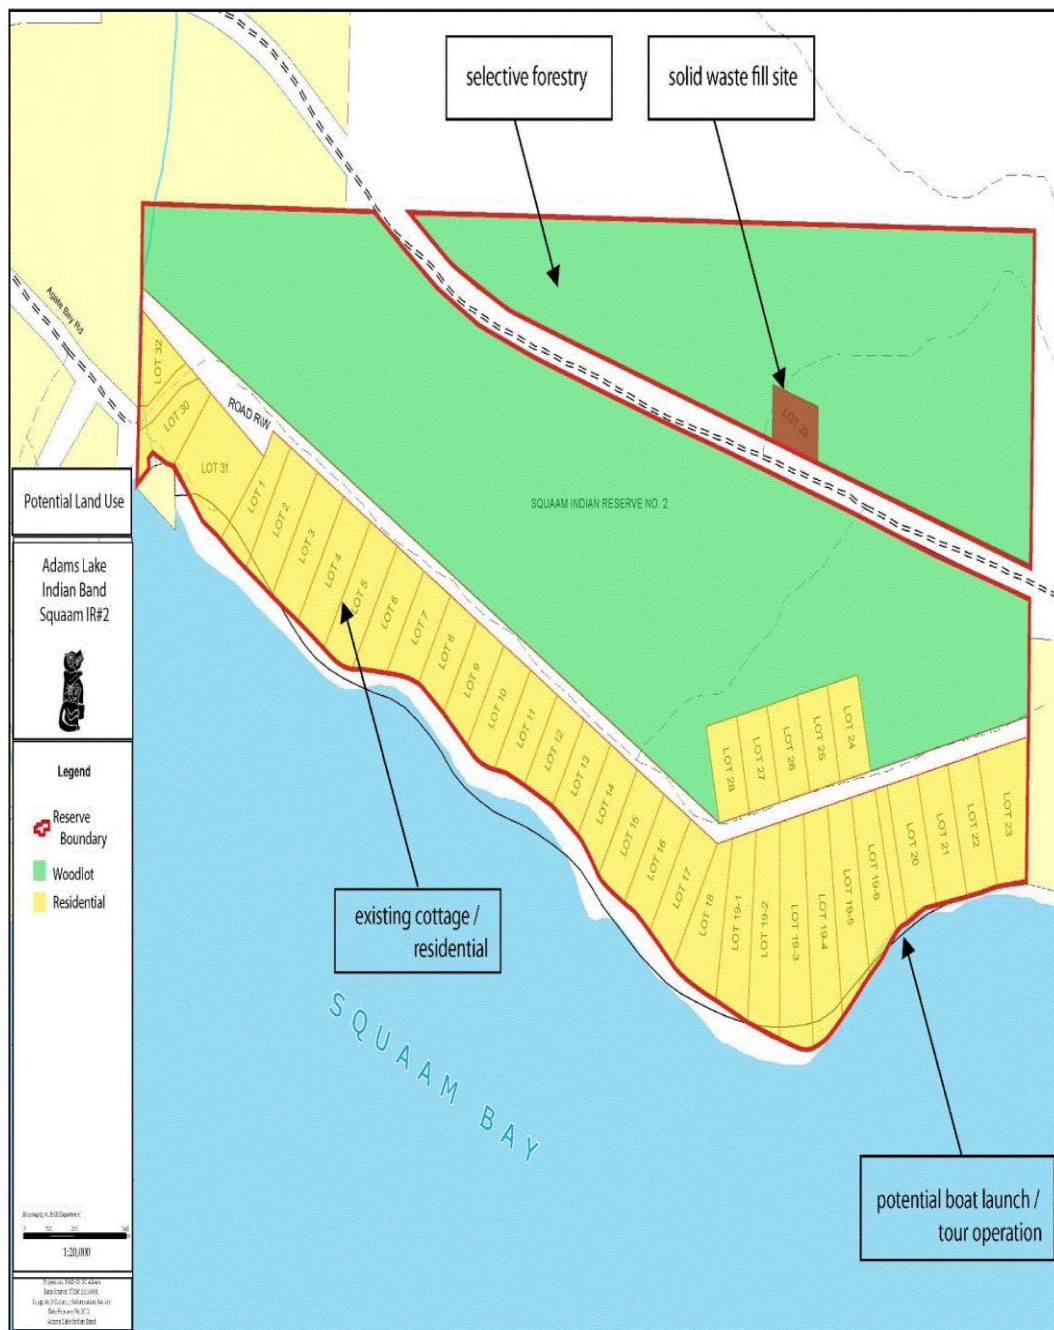 selective forestry
solid waste fill site
Agate Bay Rd
LOT 32
LOT 30
ROAD R/W
LOT 31
LOT 29
LOT 1
LOT 2
LOT 3
LOT 4
LOT 5
LOT 6
LOT 7
LOT 8
LOT 9
LOT 10
LOT 11
LOT 12
LOT 13
LOT 14
LOT 15
LOT 16
LOT 17
LOT 18
LOT 19-1
LOT 19-2
LOT 19-3
LOT 19-4
LOT 19-5
LOT 19-6
LOT 20
LOT 21
LOT 22
LOT 23
LOT 28
LOT 27
LOT 26
LOT 25
LOT 24
SQUAAM INDIAN RESERVE NO. 2
Potential Land Use
Adams Lake
Indian Band
Squaam IR#2
Legend
Reserve
Boundary
Woodlot
Residential
existing cottage /
residential
SQUAAM BAY
potential boat launch /
tour operation
1:20,000
Adams Lake Indian Band